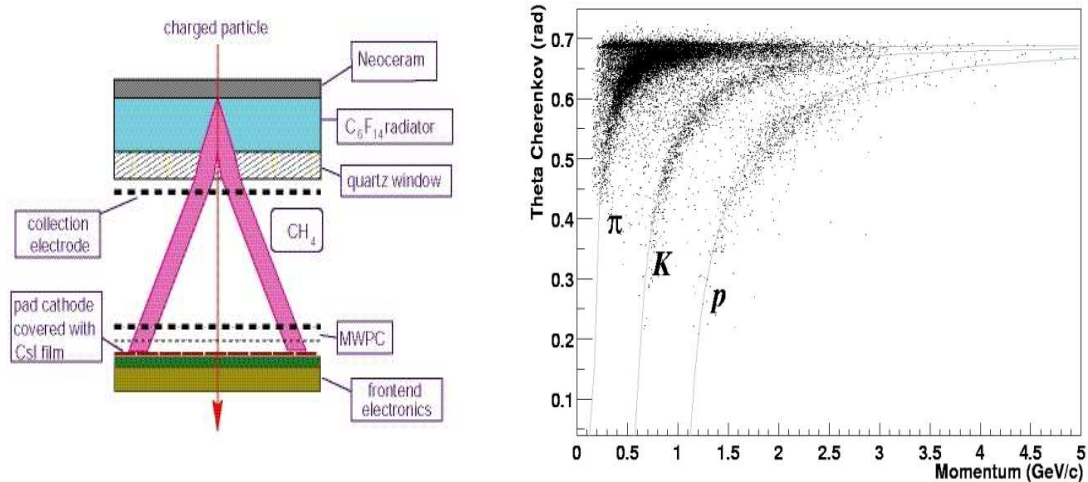 charged particle
Neoceram
C6F14 radiator
quartz window
collection
electrode
CH4
pad cathode
covered with
CsI film
MWPC
frontend
electronics
Theta Cherenkov (rad)
0.7
0.6
0.5
0.4
0.3
0.2
0.1
π
K
p
0
0.5
1
1.5
2
2.5
3
3.5
4
4.5
5
Momentum (GeV/c)